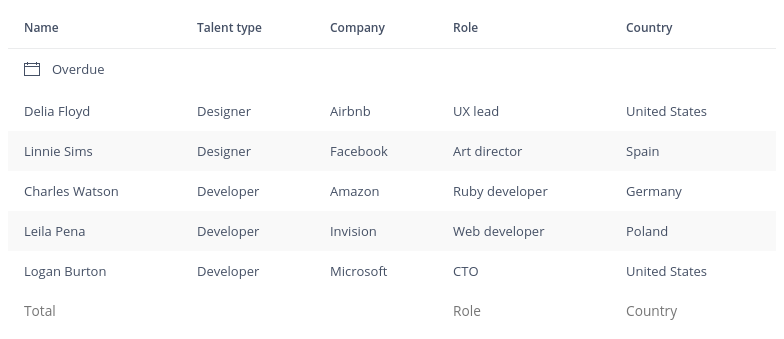 Name Talent type Company Role Country
Overdue
Delia Floyd Designer Airbnb UX lead United States
Linnie Sims Designer Facebook Art director Spain
Charles Watson Developer Amazon Ruby developer Germany
Leila Pena Developer Invision Web developer Poland
Logan Burton Developer Microsoft CTO United States
Total Role Country